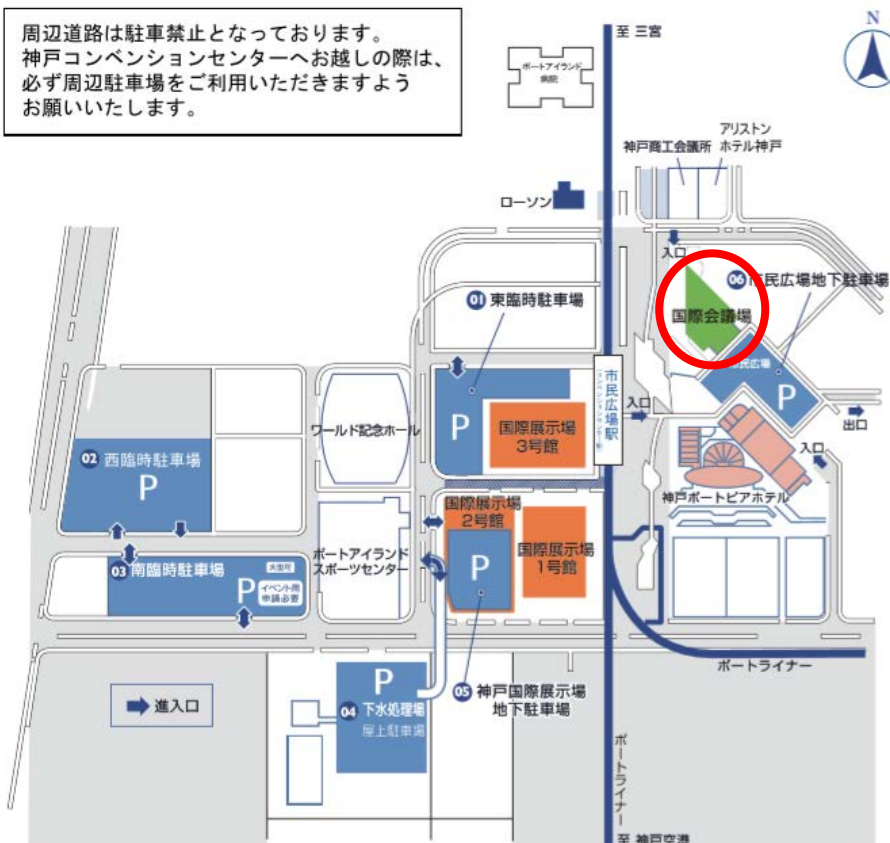 周辺道路は駐車禁止となっております。
神戸コンベンションセンターへお越しの際は、
必ず周辺駐車場をご利用いただきますよう
お願いいたします。
至 三宮
N
ポートアイランド
病院
アリストン
ホテル神戸
神戸商工会議所
ローソン
入口
01 東臨時駐車場
06 市民広場地下駐車場
国際会議場
市民広場
P
市民広場駅
入口
出口
入口
ワールド記念ホール
P
国際展示場
3号館
02 西臨時駐車場
P
神戸ポートピアホテル
国際展示場
2号館
P
国際展示場
1号館
ポートアイランド
スポーツセンター
03 南臨時駐車場
大型可
P
イベント用
申請必要
ポートライナー
P
04 下水処理場
屋上駐車場
05 神戸国際展示場
地下駐車場
進入口
ポートライナー
至 神戸空港